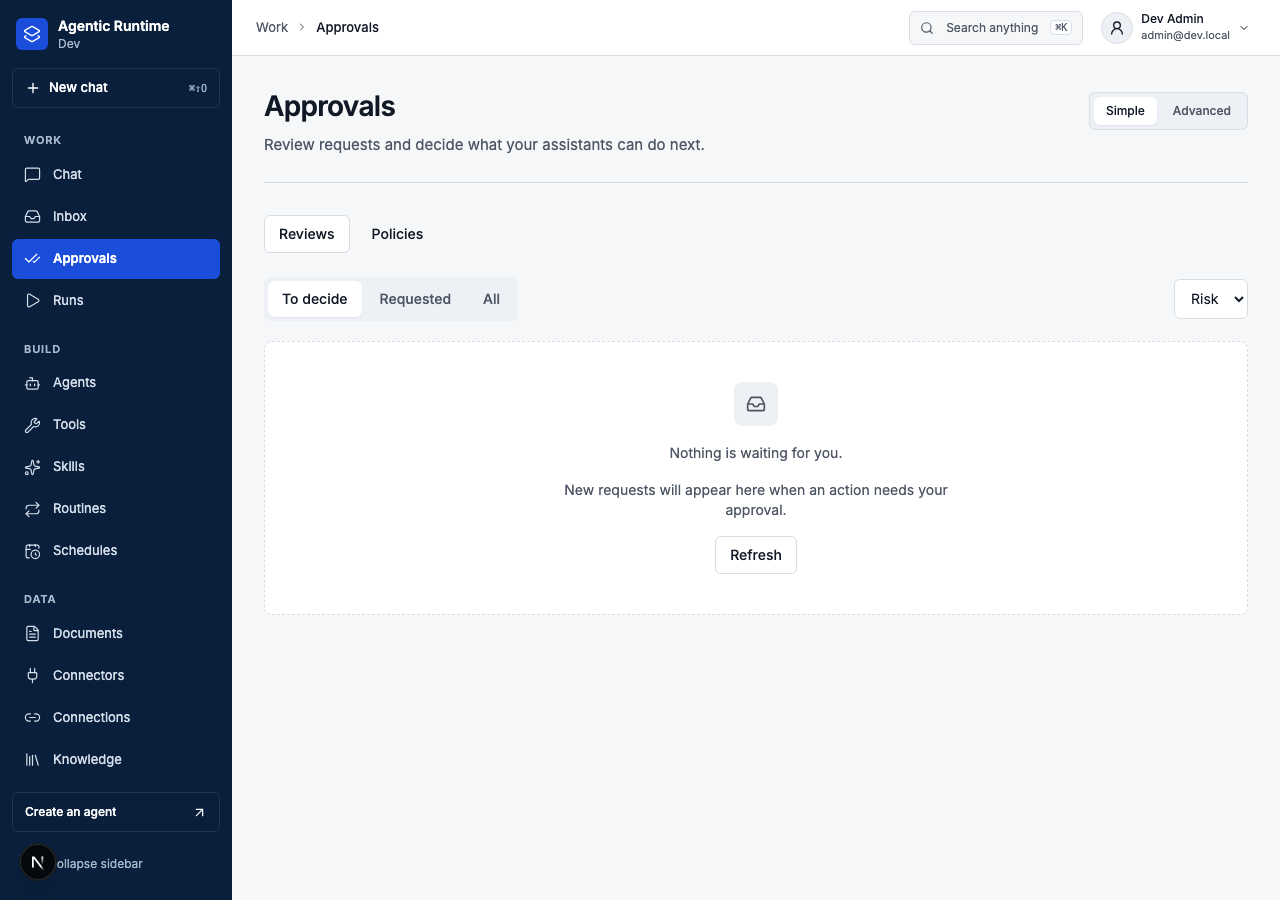 Agentic Runtime
Dev
New chat ⌘⇧O
WORK
Chat
Inbox
Approvals
Runs
BUILD
Agents
Tools
Skills
Routines
Schedules
DATA
Documents
Connectors
Connections
Knowledge
Create an agent
N ollapse sidebar
Work > Approvals
Search anything ⌘K
Dev Admin
admin@dev.local
Approvals
Simple Advanced
Review requests and decide what your assistants can do next.
Reviews Policies
To decide Requested All
Risk
Nothing is waiting for you.
New requests will appear here when an action needs your
approval.
Refresh